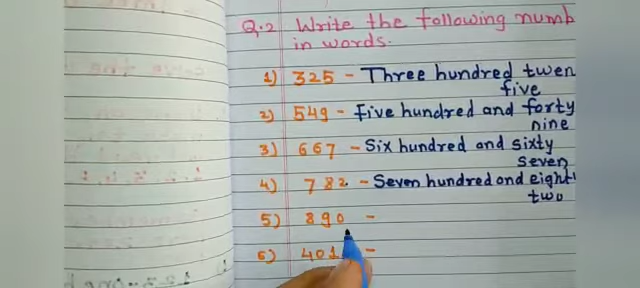 Q.2 Write the following numb
in words.
1) 325 - Three hundred twen
five
2) 549 - Five hundred and forty
nine
3) 667 - Six hundred and sixty
seven
4) 782 - Seven hundred and eight
two
5) 890 -
6) 401 -